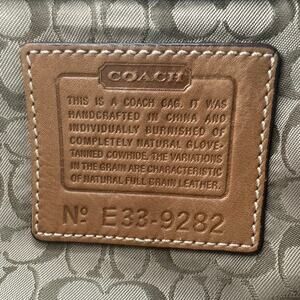 COACH
THIS IS A COACH BAG. IT WAS
HANDCRAFTED IN CHINA AND
INDIVIDUALLY BURNISHED OF
COMPLETELY NATURAL GLOVE-
TANNED COWHIDE. THE VARIATIONS
IN THE GRAIN ARE CHARACTERISTIC
OF NATURAL FULL GRAIN LEATHER.
No E33-9282